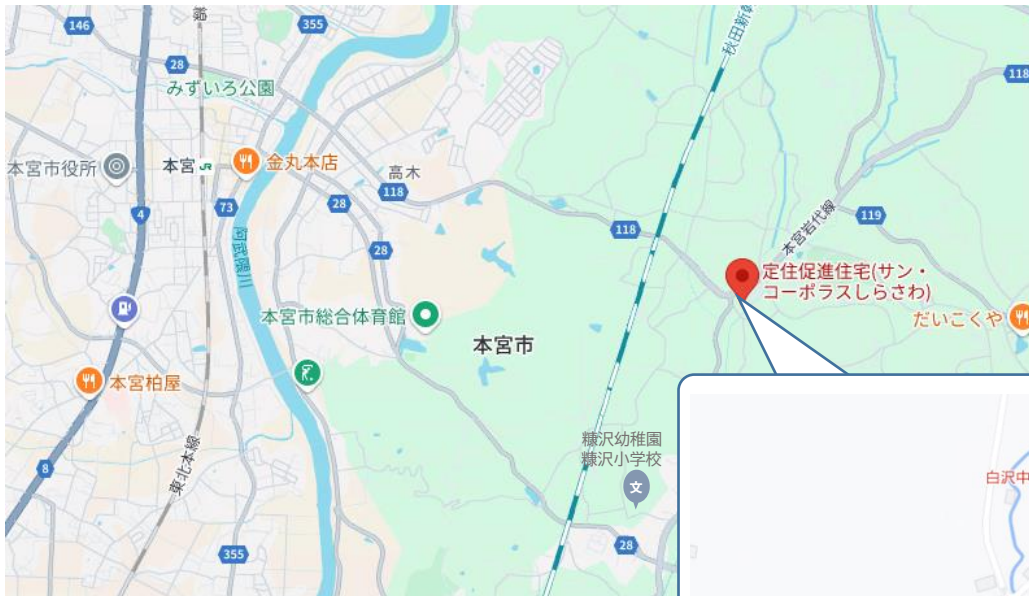 146
355
28
みずいろ公園
秋田新幹
118
本宮市役所
本宮
JR
金丸本店
高木
118
4
73
28
28
118
119
本宮岩代線
阿武隈川
定住促進住宅(サン・
コーポラスしらさわ)
本宮市総合体育館
だいこくや
本宮市
本宮柏屋
糠沢幼稚園
糠沢小学校
文
8
東北本線
白沢中
355
28